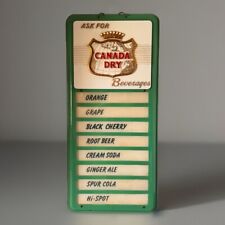 ASK FOR
CANADA
DRY
Beverages
ORANGE
GRAPE
BLACK CHERRY
ROOT BEER
CREAM SODA
GINGER ALE
SPUR COLA
Hi-SPOT